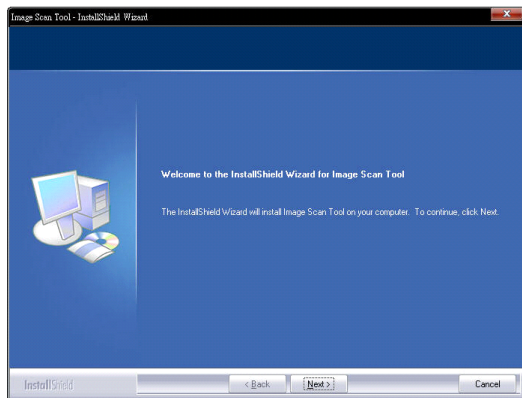 Image Scan Tool - InstallShield Wizard
Welcome to the InstallShield Wizard for Image Scan Tool
The InstallShield Wizard will install Image Scan Tool on your computer. To continue, click Next.
InstallShield
< Back
Next >
Cancel